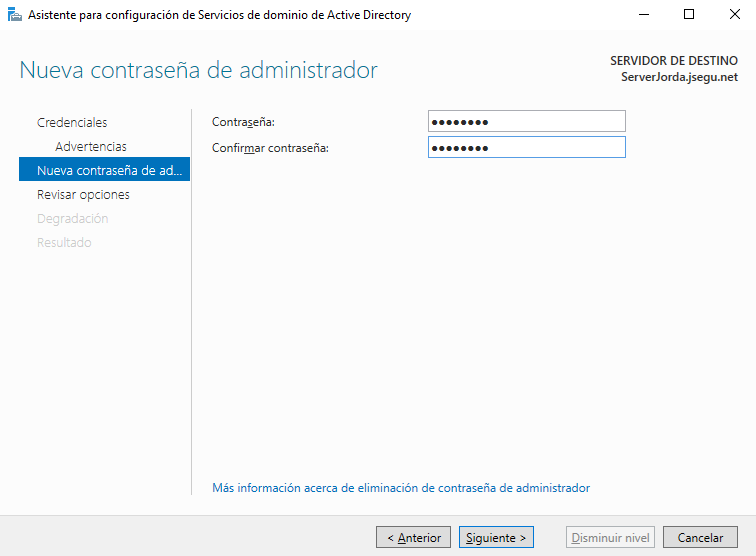 Asistente para configuración de Servicios de dominio de Active Directory
Nueva contraseña de administrador
SERVIDOR DE DESTINO
ServerJorda.jsegu.net
Credenciales
Advertencias
Nueva contraseña de ad...
Revisar opciones
Degradación
Resultado
Contraseña: ●●●●●●●●
Confirmar contraseña: ●●●●●●●●
Más información acerca de eliminación de contraseña de administrador
< Anterior Siguiente > Disminuir nivel Cancelar